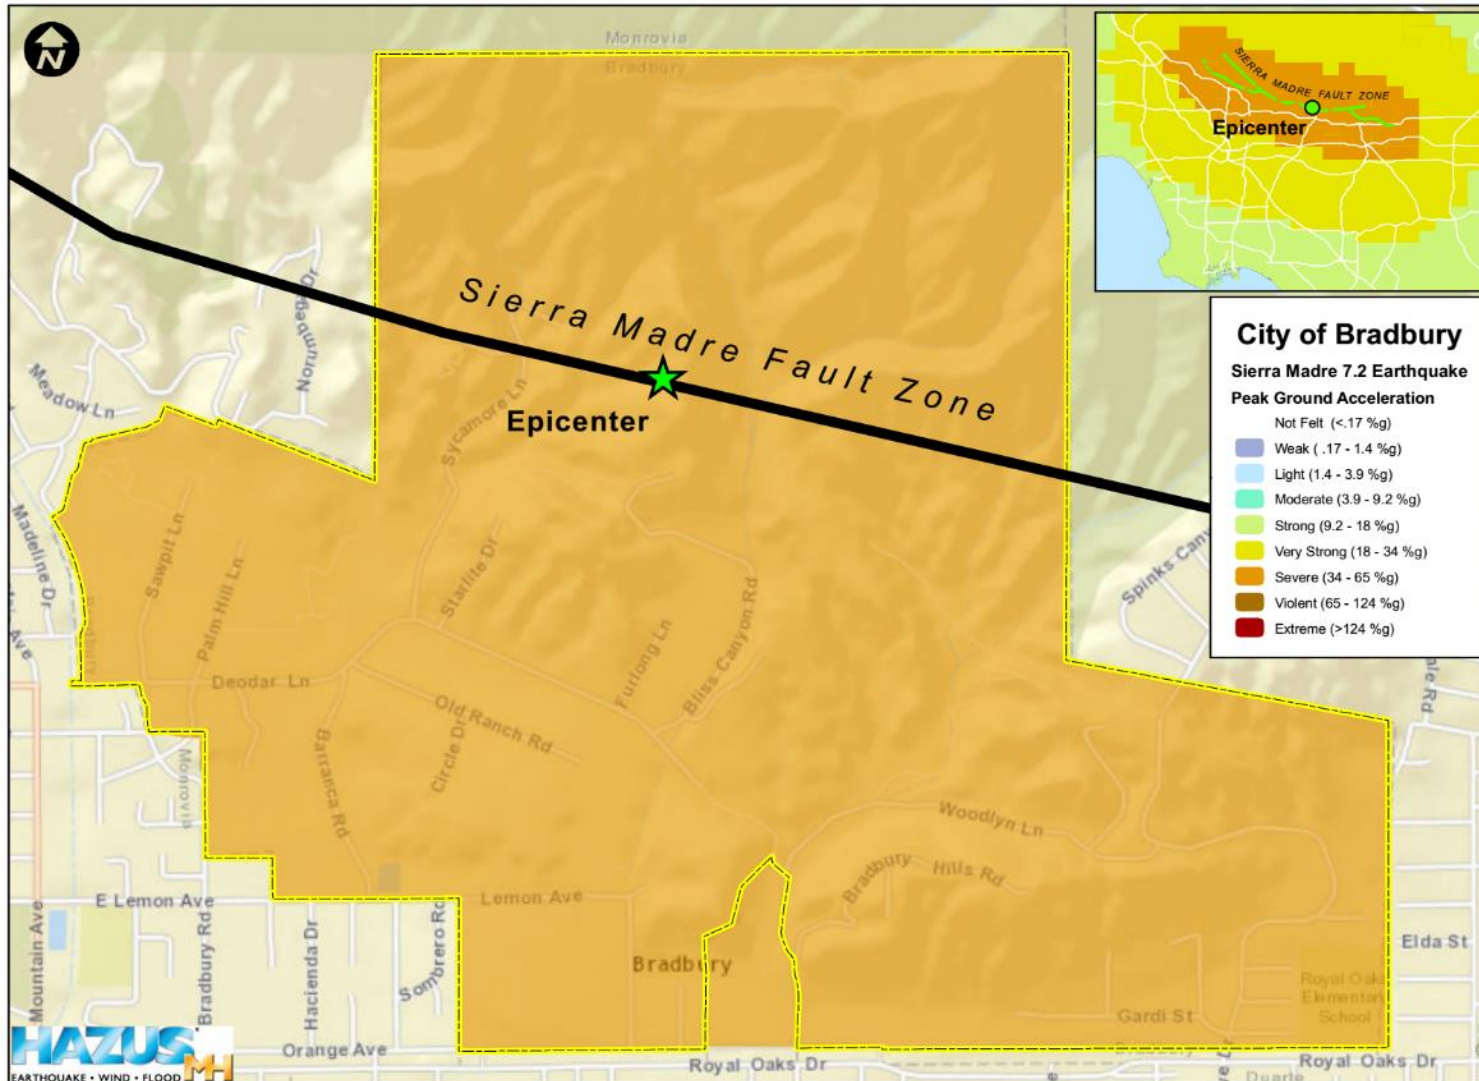 N
Monrovia
Bradbury
SIERRA MADRE FAULT ZONE
Epicenter
City of Bradbury
Sierra Madre 7.2 Earthquake
Peak Ground Acceleration
Not Felt (<.17 %g)
Weak ( .17 - 1.4 %g)
Light (1.4 - 3.9 %g)
Moderate (3.9 - 9.2 %g)
Strong (9.2 - 18 %g)
Very Strong (18 - 34 %g)
Severe (34 - 65 %g)
Violent (65 - 124 %g)
Extreme (>124 %g)
Sierra Madre Fault Zone
Epicenter
Norumbega Dr
Meadow Ln
Sycamore Ln
Madeline Dr
Sawpit Ln
Palm Hill Ln
Starlite Dr
Furlong Ln
Bliss Canyon Rd
Spinks Cany
Deodar Ln
Old Ranch Rd
Circle Dr
Barranca Rd
Monrovia
Ave
ale Rd
Woodlyn Ln
Bradbury Hills Rd
E Lemon Ave
Lemon Ave
Mountain Ave
Bradbury Rd
Hacienda Dr
Sombrero Rd
Bradbury
Elda St
Royal Oaks
Elementary
School
Gardi St
Orange Ave
Royal Oaks Dr
Bradbury
Royal Oaks Dr
Duarte
HAZUS MH
EARTHQUAKE • WIND • FLOOD